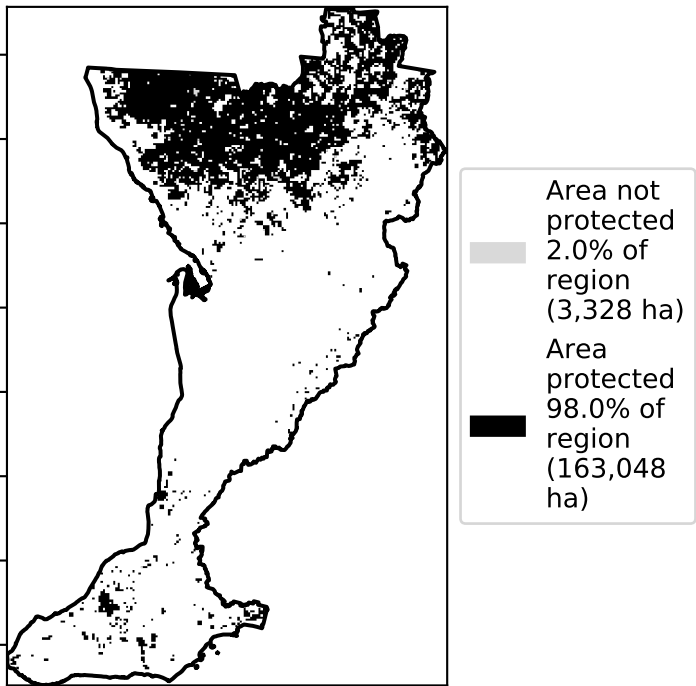 Area not
protected
2.0% of
region
(3,328 ha)
Area
protected
98.0% of
region
(163,048
ha)